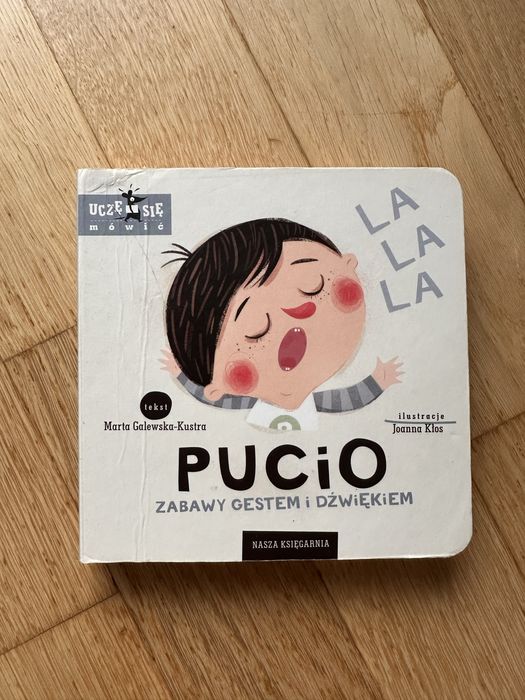 UCZĘ SIĘ
mówić
LA
LA
LA
tekst
Marta Galewska-Kustra
ilustracje
Joanna Kłos
PUCiO
ZABAWY GESTEM i DŹWiĘKiEM
NASZA KSIĘGARNIA